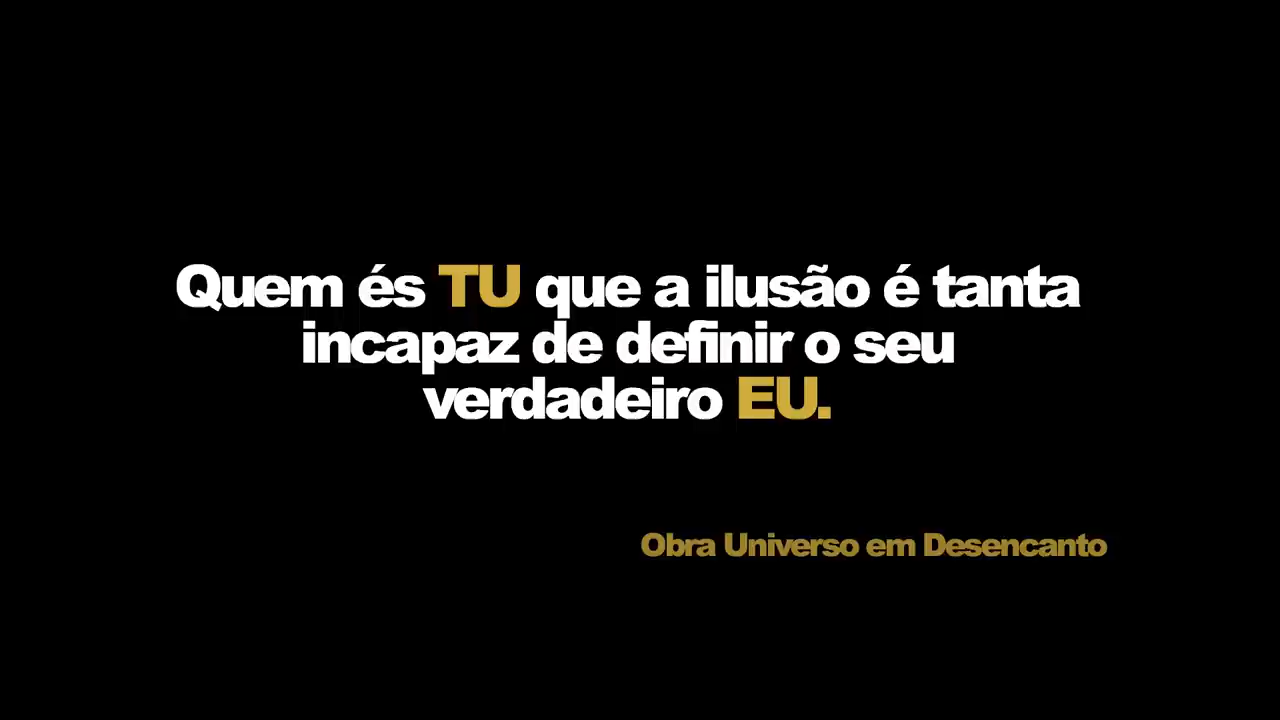 Quem és TU que a ilusão é tanta
incapaz de definir o seu
verdadeiro EU.
Obra Universo em Desencanto